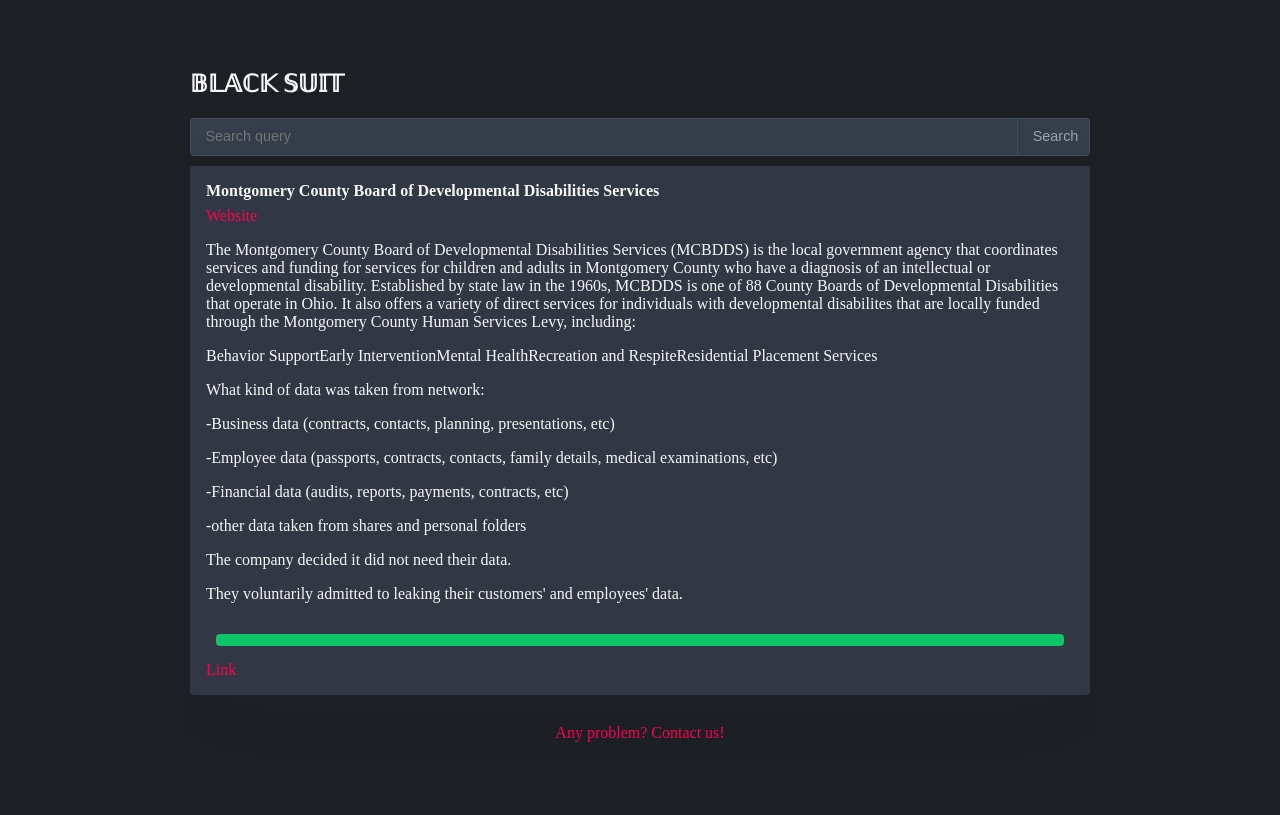 BLACK SUIT
Search query
Search
Montgomery County Board of Developmental Disabilities Services
Website
The Montgomery County Board of Developmental Disabilities Services (MCBDDS) is the local government agency that coordinates
services and funding for services for children and adults in Montgomery County who have a diagnosis of an intellectual or
developmental disability. Established by state law in the 1960s, MCBDDS is one of 88 County Boards of Developmental Disabilities
that operate in Ohio. It also offers a variety of direct services for individuals with developmental disabilites that are locally funded
through the Montgomery County Human Services Levy, including:
Behavior SupportEarly InterventionMental HealthRecreation and RespiteResidential Placement Services
What kind of data was taken from network:
-Business data (contracts, contacts, planning, presentations, etc)
-Employee data (passports, contracts, contacts, family details, medical examinations, etc)
-Financial data (audits, reports, payments, contracts, etc)
-other data taken from shares and personal folders
The company decided it did not need their data.
They voluntarily admitted to leaking their customers' and employees' data.
Link
Any problem? Contact us!